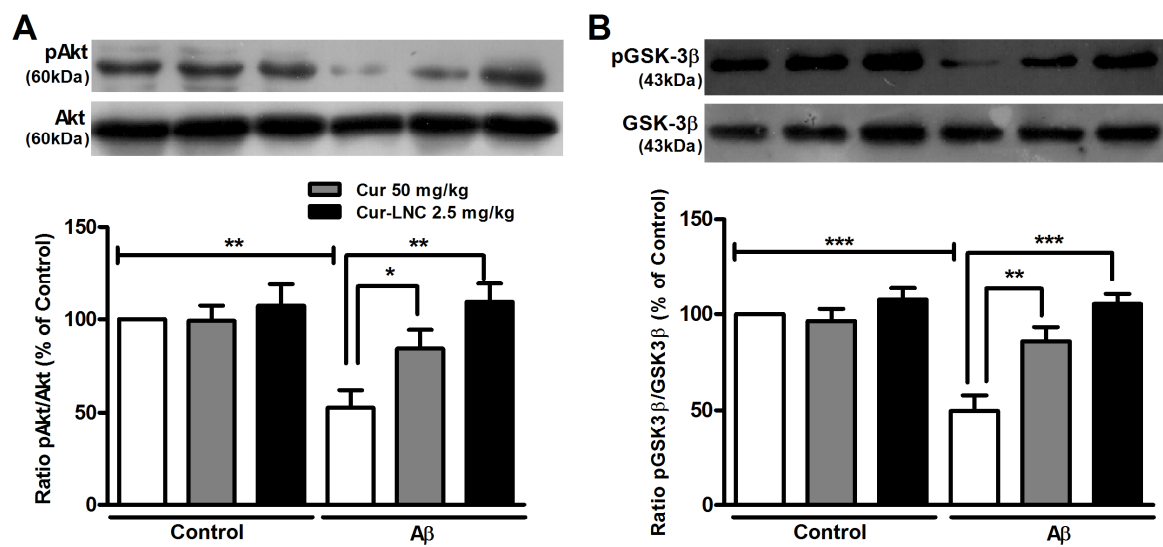 A
pAkt
(60kDa)
Akt
(60kDa)
Cur 50 mg/kg
Cur-LNC 2.5 mg/kg
Ratio pAkt/Akt (% of Control)
150
100
50
0
**
**
*
Control
Aβ
B
pGSK-3β
(43kDa)
GSK-3β
(43kDa)
Ratio pGSK3β/GSK3β (% of Control)
150
100
50
0
***
***
**
Control
Aβ